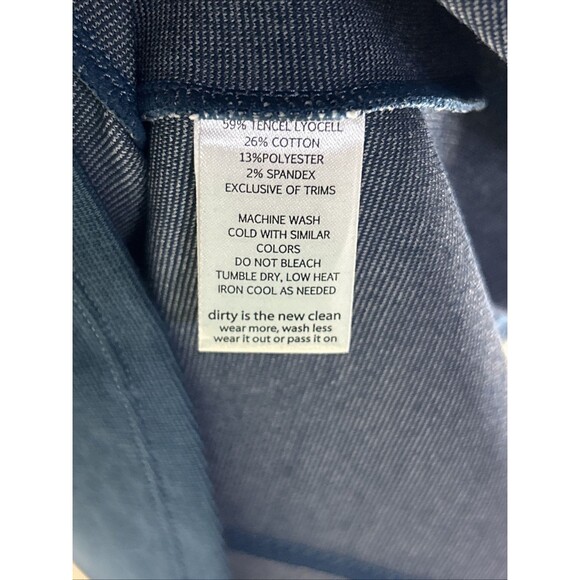 59% TENCEL LYOCELL
26% COTTON
13%POLYESTER
2% SPANDEX
EXCLUSIVE OF TRIMS
MACHINE WASH
COLD WITH SIMILAR
COLORS
DO NOT BLEACH
TUMBLE DRY, LOW HEAT
IRON COOL AS NEEDED
dirty is the new clean
wear more, wash less
wear it out or pass it on